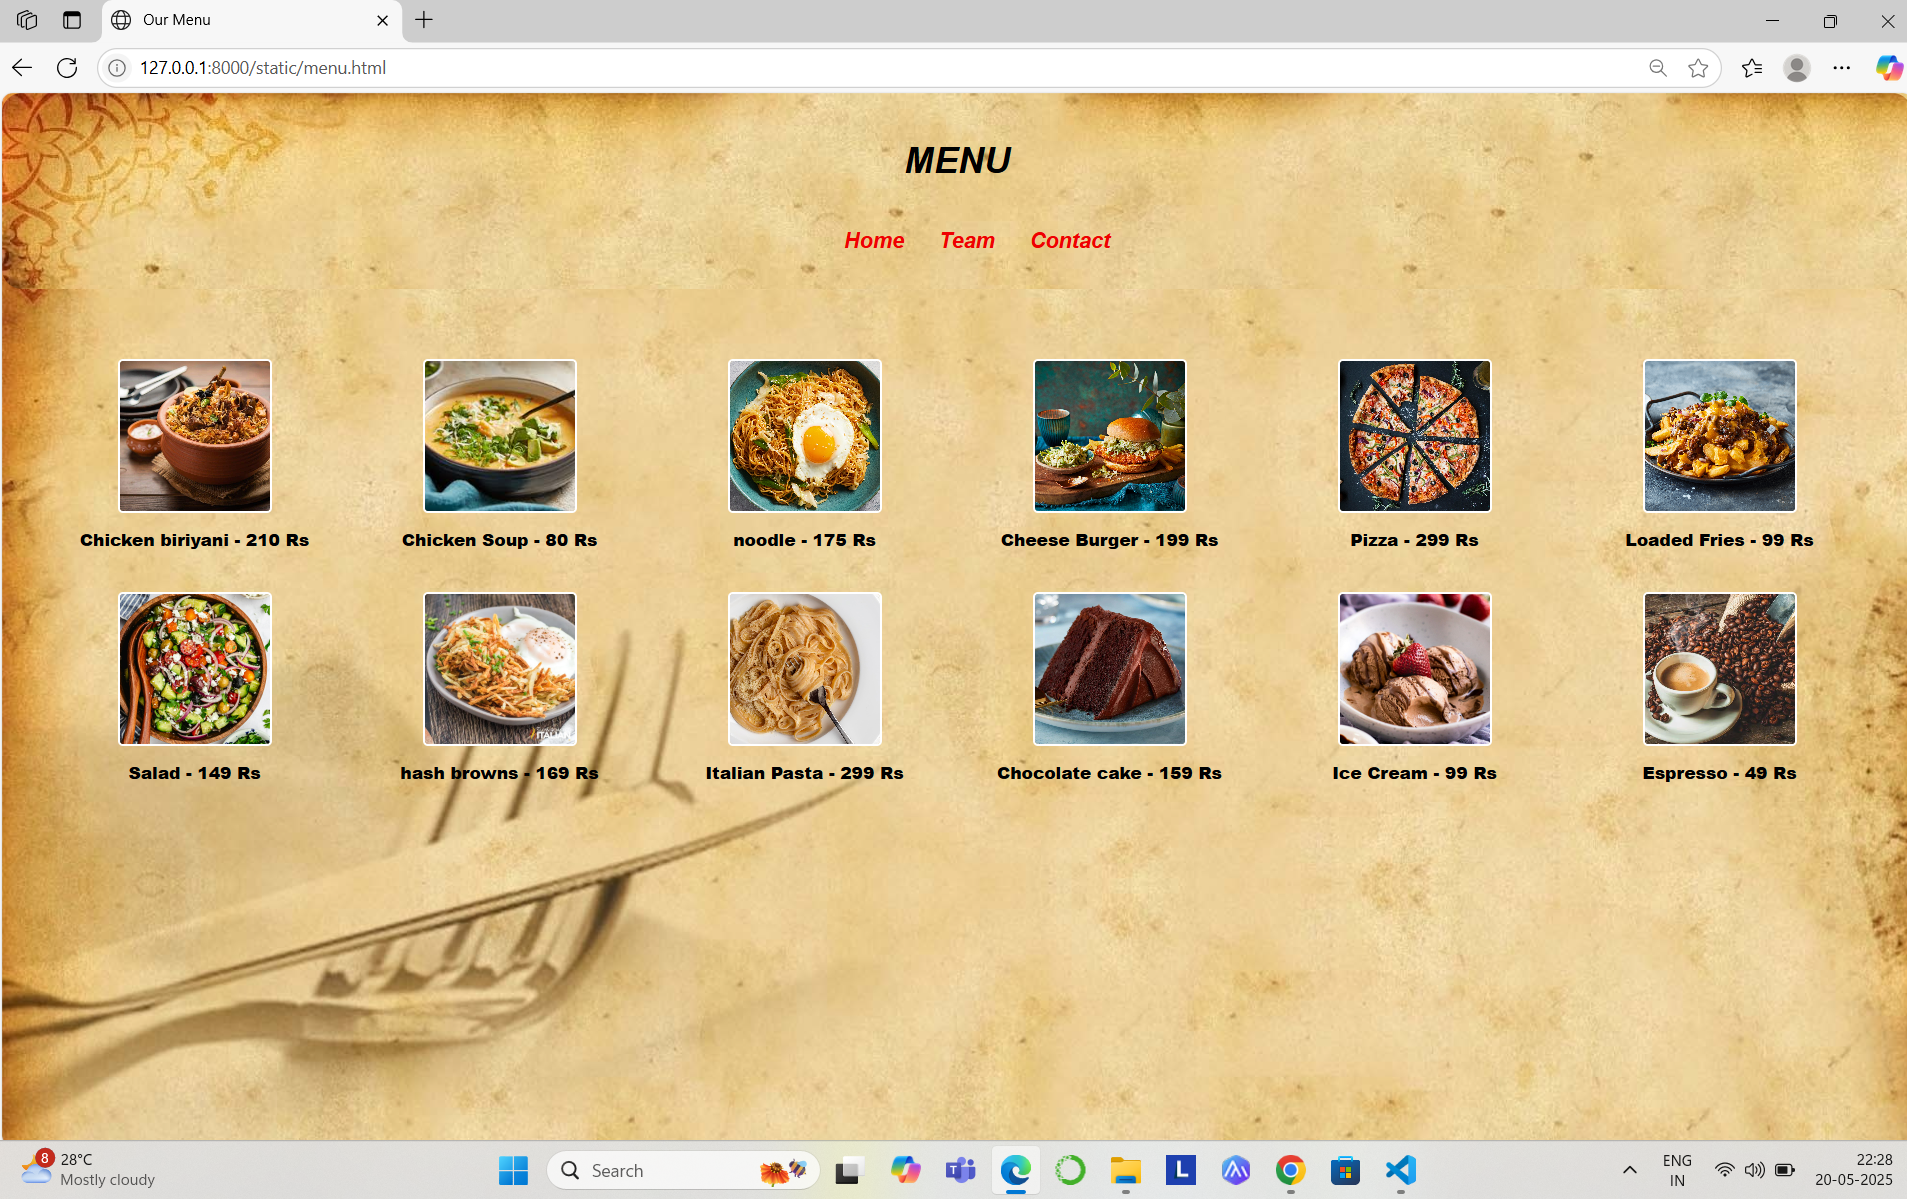 Our Menu
127.0.0.1:8000/static/menu.html
MENU
Home Team Contact
Chicken biriyani - 210 Rs
Chicken Soup - 80 Rs
noodle - 175 Rs
Cheese Burger - 199 Rs
Pizza - 299 Rs
Loaded Fries - 99 Rs
ITALIAN
Salad - 149 Rs
hash browns - 169 Rs
Italian Pasta - 299 Rs
Chocolate cake - 159 Rs
Ice Cream - 99 Rs
Espresso - 49 Rs
8
28°C
Mostly cloudy
Search
L
ENG
IN
22:28
20-05-2025